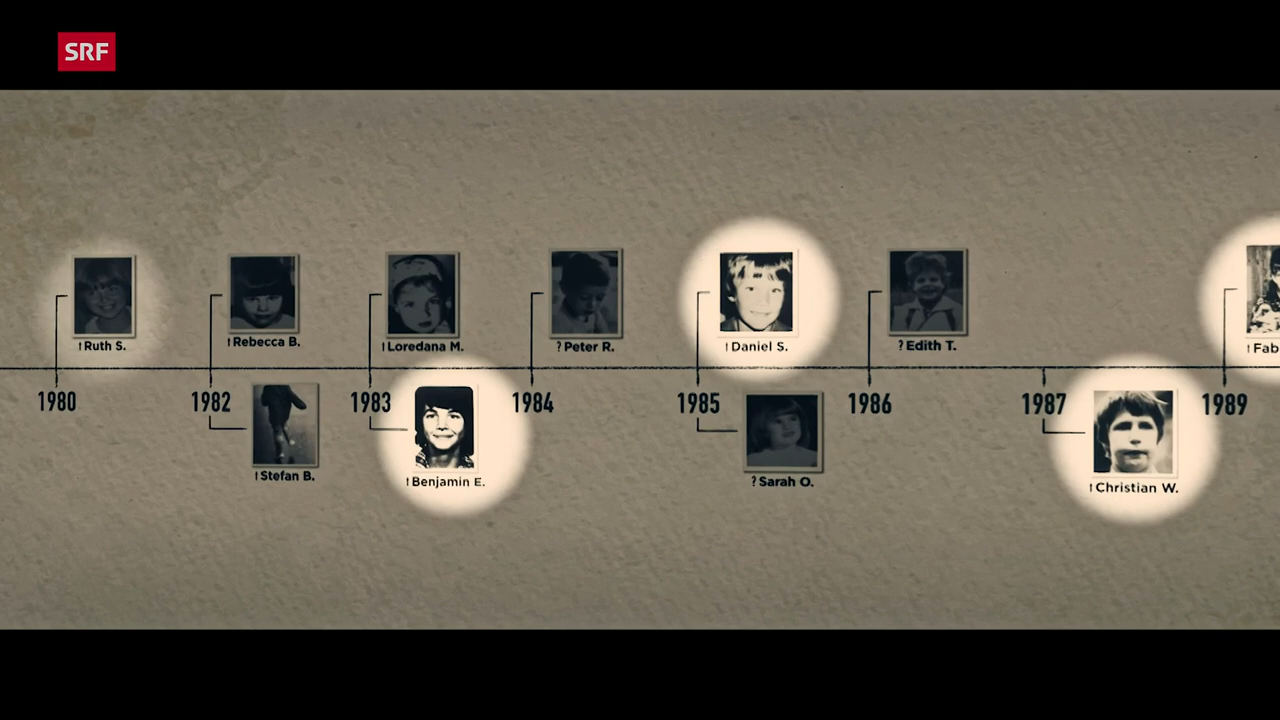 SRF
† Ruth S.
† Rebecca B.
† Loredana M.
? Peter R.
† Daniel S.
? Edith T.
† Fab
1980
1982
1983
1984
1985
1986
1987
1989
† Stefan B.
† Benjamin E.
? Sarah O.
† Christian W.